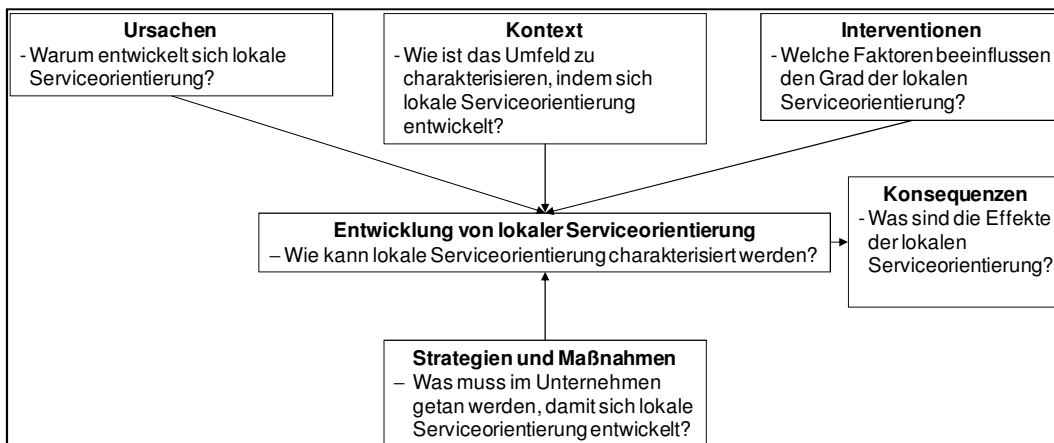 Ursachen
- Warum entwickelt sich lokale
Serviceorientierung?
Kontext
- Wie ist das Umfeld zu
charakterisieren, indem sich
lokale Serviceorientierung
entwickelt?
Interventionen
- Welche Faktoren beeinflussen
den Grad der lokalen
Serviceorientierung?
Konsequenzen
- Was sind die Effekte
der lokalen
Serviceorientierung?
Entwicklung von lokaler Serviceorientierung
– Wie kann lokale Serviceorientierung charakterisiert werden?
Strategien und Maßnahmen
– Was muss im Unternehmen
getan werden, damit sich lokale
Serviceorientierung entwickelt?